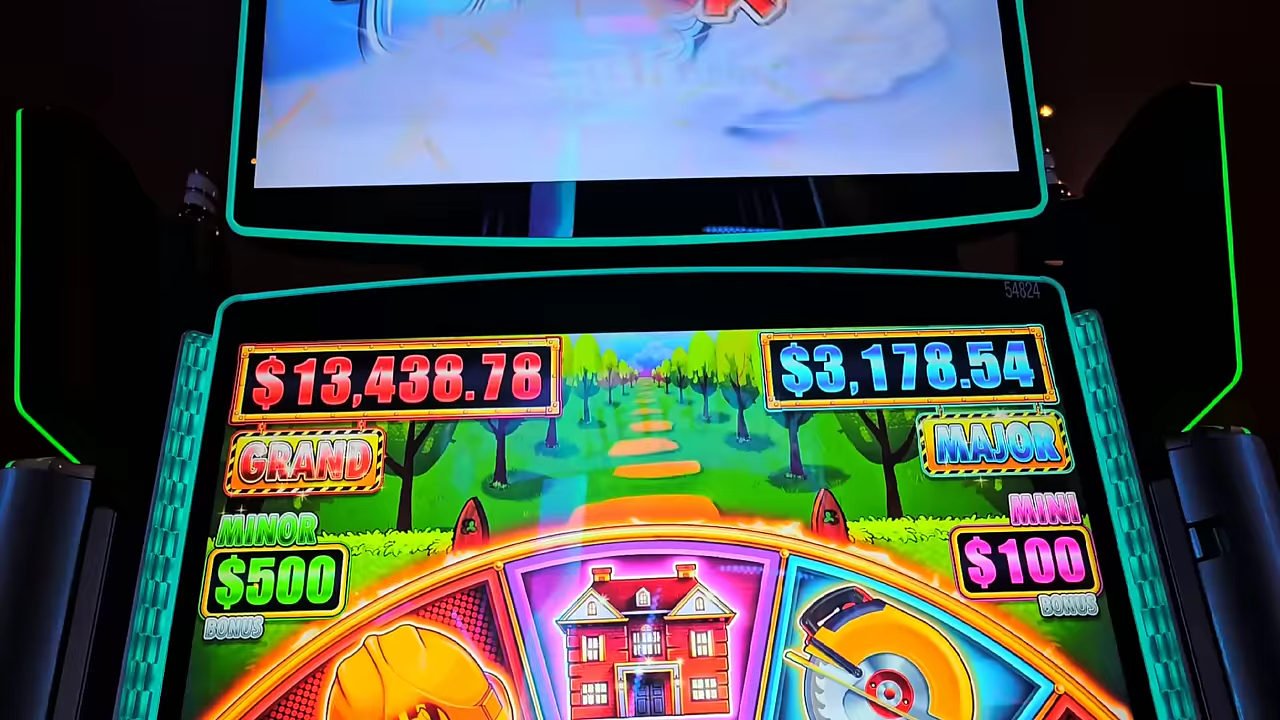 54824
$13,438.78
$3,178.54
GRAND
MAJOR
MINOR
MINI
$500
$100
BONUS
BONUS